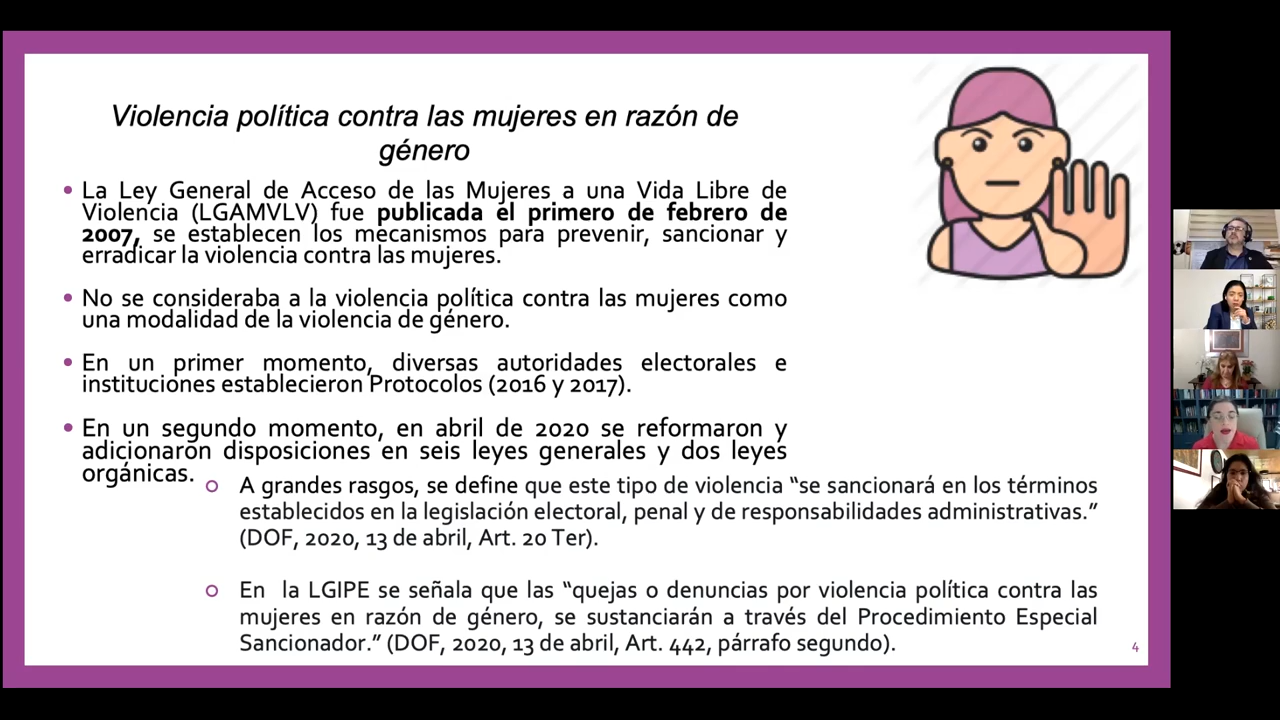 Violencia política contra las mujeres en razón de
género
• La Ley General de Acceso de las Mujeres a una Vida Libre de
Violencia (LGAMVLV) fue publicada el primero de febrero de
2007, se establecen los mecanismos para prevenir, sancionar y
erradicar la violencia contra las mujeres.
• No se consideraba a la violencia política contra las mujeres como
una modalidad de la violencia de género.
• En un primer momento, diversas autoridades electorales e
instituciones establecieron Protocolos (2016 y 2017).
• En un segundo momento, en abril de 2020 se reformaron y
adicionaron disposiciones en seis leyes generales y dos leyes
orgánicas.
o A grandes rasgos, se define que este tipo de violencia “se sancionará en los términos
establecidos en la legislación electoral, penal y de responsabilidades administrativas.”
(DOF, 2020, 13 de abril, Art. 20 Ter).
o En la LGIPE se señala que las “quejas o denuncias por violencia política contra las
mujeres en razón de género, se sustanciarán a través del Procedimiento Especial
Sancionador.” (DOF, 2020, 13 de abril, Art. 442, párrafo segundo).
4